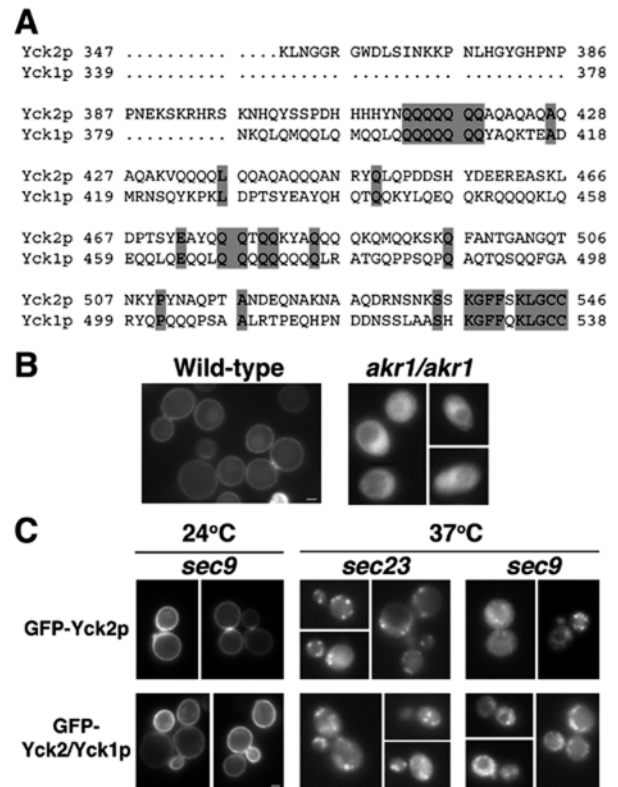 A
Yck2p 347 .......... ......KLNGGR GWDLSINKKP NLHGYGHPNP 386
Yck1p 339 .......... .......... .......... .......... 378
Yck2p 387 PNEKSKRHRS KNHQYSSPDH HHHYNQQQQQ QQAQAQAQAQ 428
Yck1p 379 .......... NKQLQMQQLQ MQQLQQQQQQ QQYAQKTEAD 418
Yck2p 427 AQAKVQQQQL QQAQAQQQAN RYQLQPDDSH YDEEREASKL 466
Yck1p 419 MRNSQYKPKL DPTSYEAYQH QTQQKYLQEQ QKRQQQQKLQ 458
Yck2p 467 DPTSYEAYQQ QTQQKYAQQQ QKQMQQKSKQ FANTGANGQT 506
Yck1p 459 EQQLQEQQLQ QQQQQQQQLR ATGQPPSQPQ AQTQSQQFGA 498
Yck2p 507 NKYPYNAQPT ANDEQNAKNA AQDRNSNKSS KGFFSKLGCC 546
Yck1p 499 RYQPQQQPSA ALRTPEQHPN DDNSSLAASH KGFFQKLGCC 538
B
Wild-type akr1/akr1
C
24°C 37°C
sec9 sec23 sec9
GFP-Yck2p
GFP-
Yck2/Yck1p